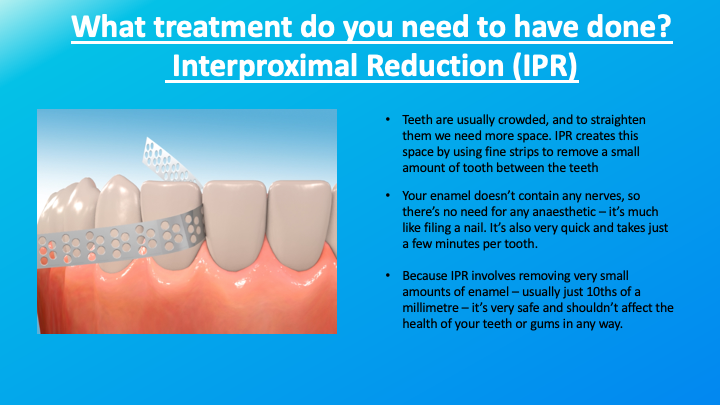 What treatment do you need to have done?
Interproximal Reduction (IPR)
• Teeth are usually crowded, and to straighten
them we need more space. IPR creates this
space by using fine strips to remove a small
amount of tooth between the teeth
• Your enamel doesn’t contain any nerves, so
there’s no need for any anaesthetic – it’s much
like filing a nail. It’s also very quick and takes just
a few minutes per tooth.
• Because IPR involves removing very small
amounts of enamel – usually just 10ths of a
millimetre – it’s very safe and shouldn’t affect the
health of your teeth or gums in any way.